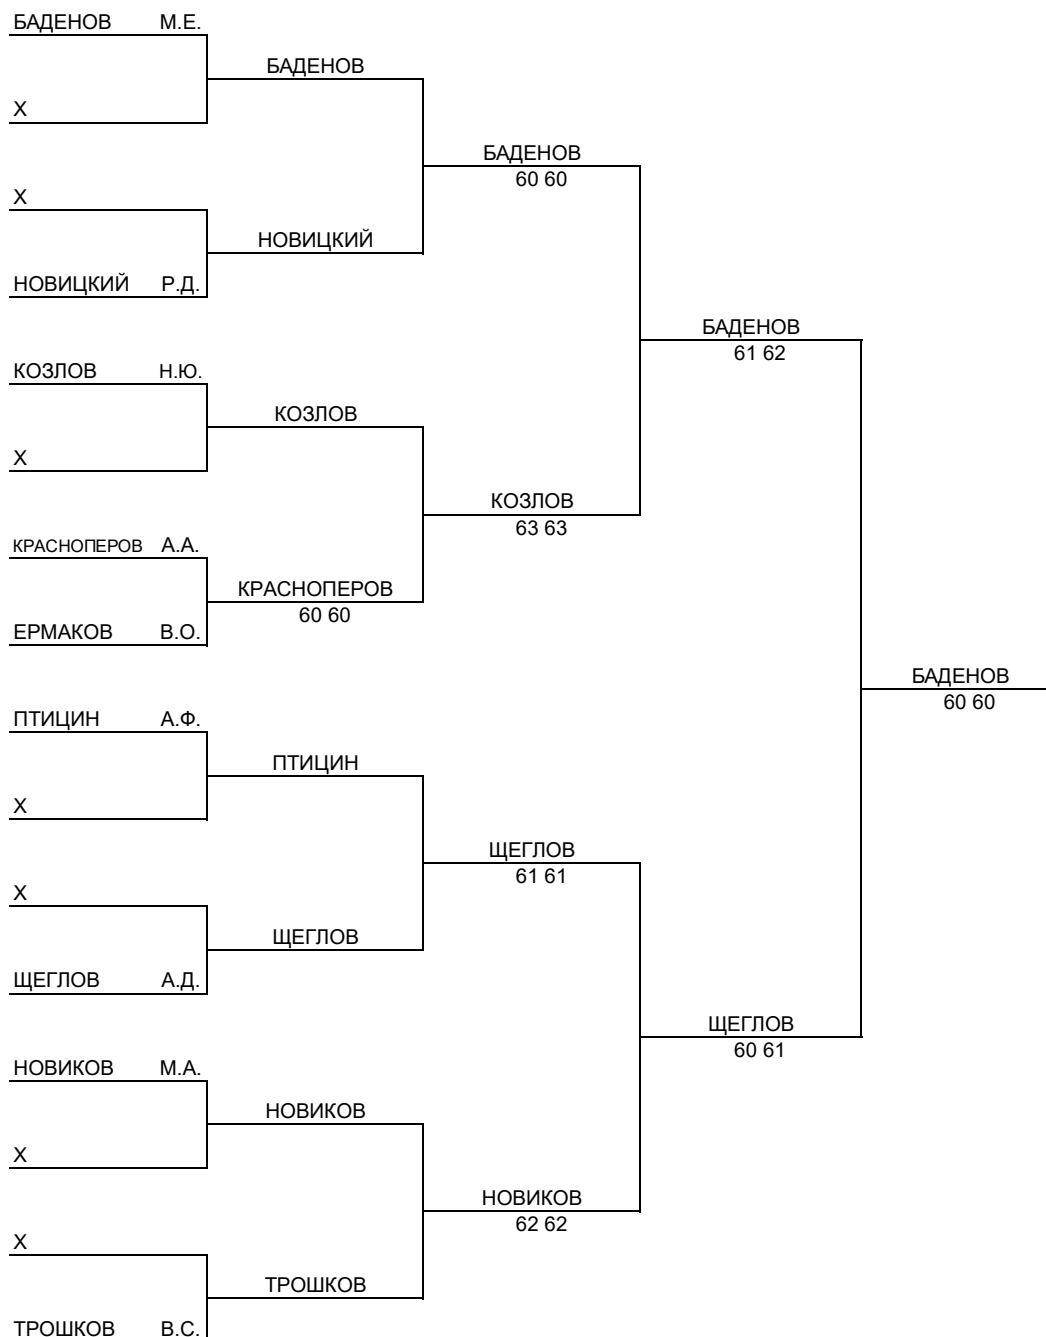 БАДЕНОВ М.Е.
БАДЕНОВ
X
БАДЕНОВ
60 60
X
НОВИЦКИЙ
НОВИЦКИЙ Р.Д.
БАДЕНОВ
61 62
КОЗЛОВ Н.Ю.
КОЗЛОВ
X
КОЗЛОВ
63 63
КРАСНОПЕРОВ А.А.
КРАСНОПЕРОВ
60 60
ЕРМАКОВ В.О.
БАДЕНОВ
60 60
ПТИЦИН А.Ф.
ПТИЦИН
X
ЩЕГЛОВ
61 61
X
ЩЕГЛОВ
ЩЕГЛОВ А.Д.
ЩЕГЛОВ
60 61
НОВИКОВ М.А.
НОВИКОВ
X
НОВИКОВ
62 62
X
ТРОШКОВ
ТРОШКОВ В.С.